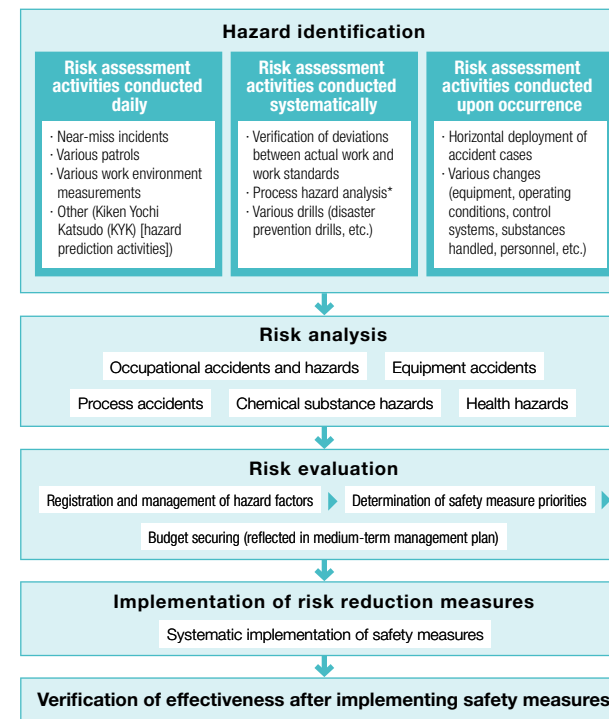 Hazard identification
Risk assessment
activities conducted
daily
· Near-miss incidents
· Various patrols
· Various work environment
measurements
· Other (Kiken Yochi
Katsudo (KYK) [hazard
prediction activities])
Risk assessment
activities conducted
systematically
· Verification of deviations
between actual work and
work standards
· Process hazard analysis*
· Various drills (disaster
prevention drills, etc.)
Risk assessment
activities conducted
upon occurrence
· Horizontal deployment of
accident cases
· Various changes
(equipment, operating
conditions, control
systems, substances
handled, personnel, etc.)
Risk analysis
Occupational accidents and hazards
Equipment accidents
Process accidents
Chemical substance hazards
Health hazards
Risk evaluation
Registration and management of hazard factors
Determination of safety measure priorities
Budget securing (reflected in medium-term management plan)
Implementation of risk reduction measures
Systematic implementation of safety measures
Verification of effectiveness after implementing safety measures